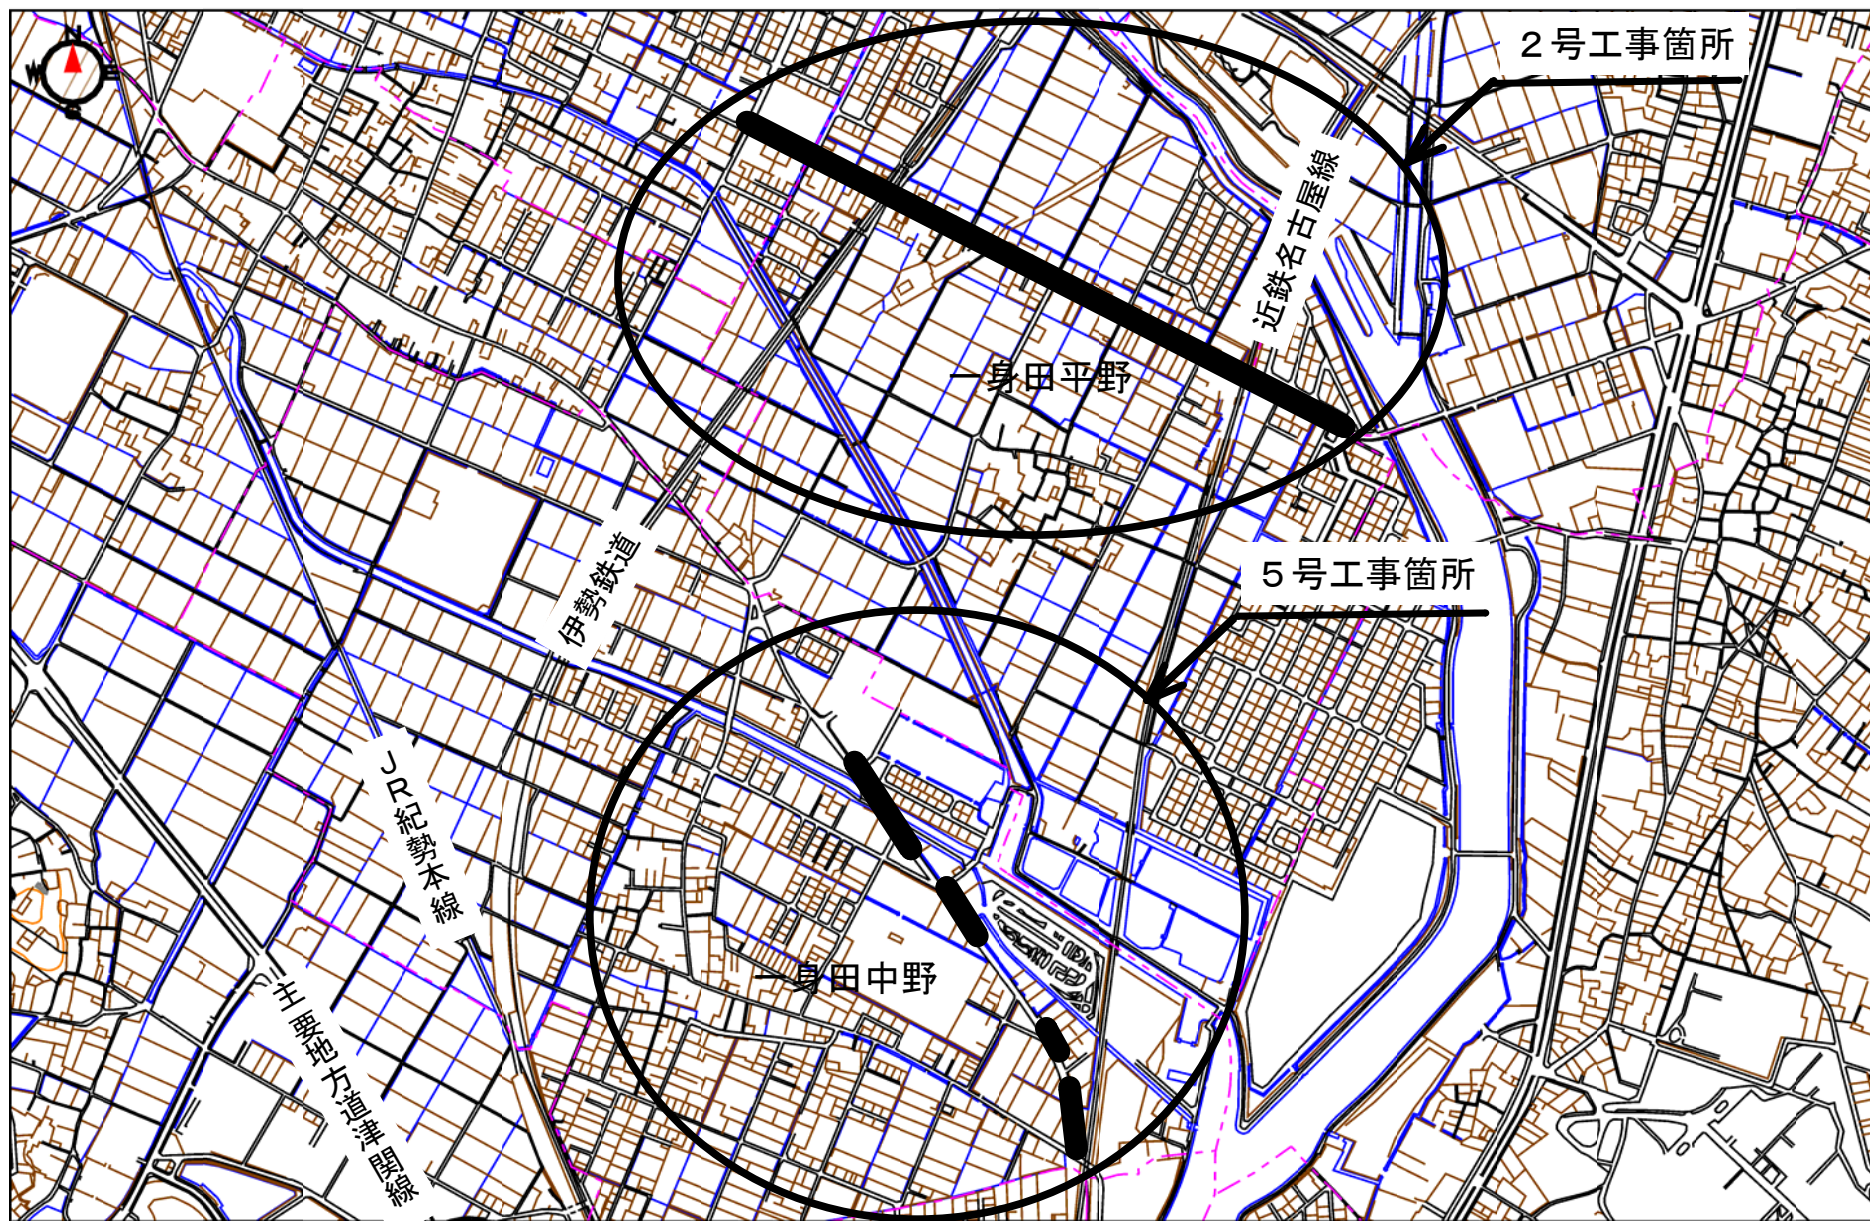 ２号工事箇所
N
W
E
S
近鉄名古屋線
一身田平野
伊勢鉄道
５号工事箇所
ＪＲ紀勢本線
一身田中野
主要地方道津関線